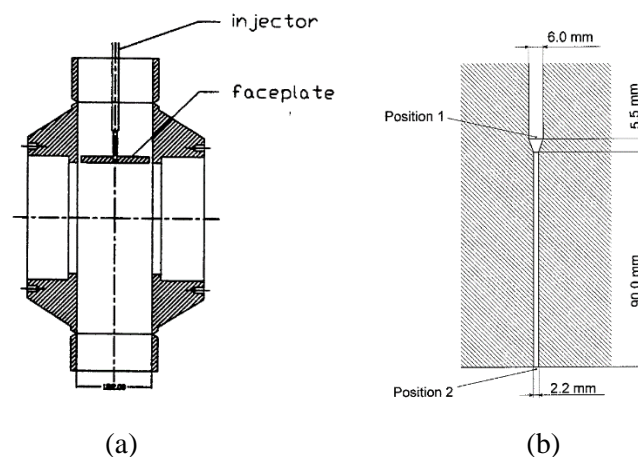 injector
faceplate
6.0 mm
Position 1
5.5 mm
90.0 mm
Position 2
2.2 mm
(a)
(b)